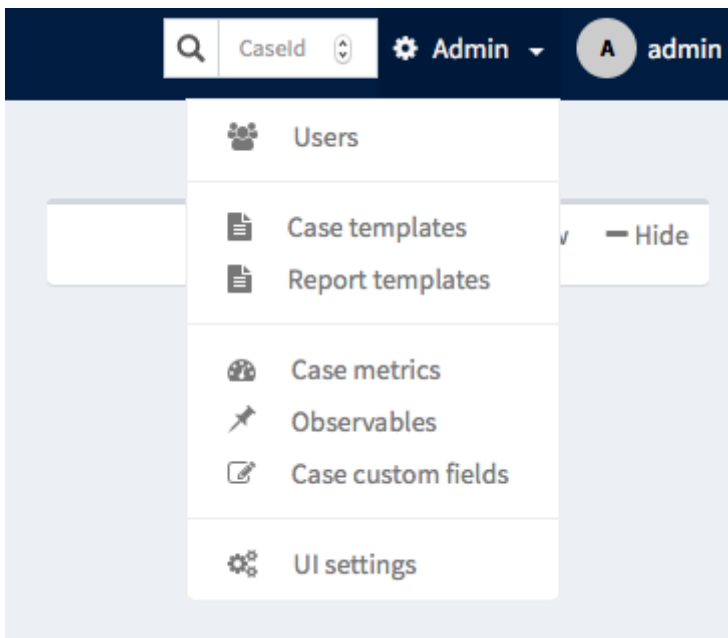 CaseId Admin A admin
Users
Case templates
Hide
Report templates
Case metrics
Observables
Case custom fields
UI settings